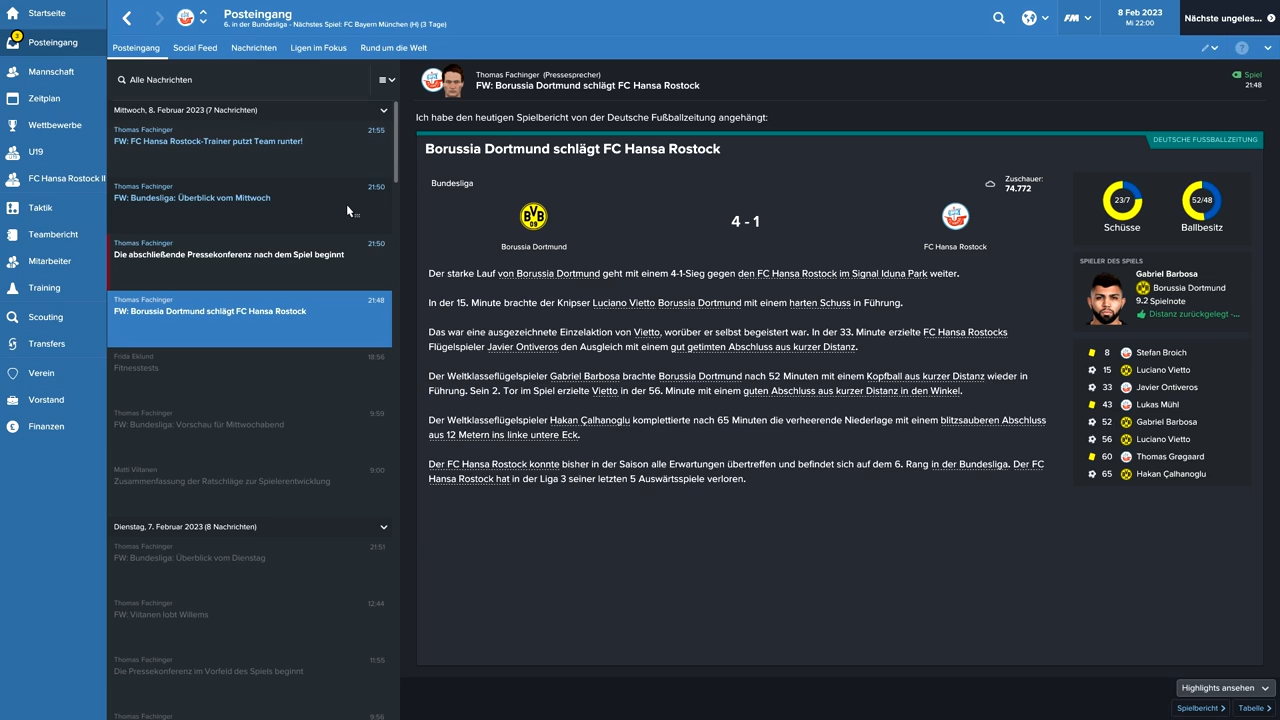 Startseite
3
Posteingang
Mannschaft
Zeitplan
Wettbewerbe
U19
U19
FC Hansa Rostock II
Taktik
Teambericht
Mitarbeiter
Training
Scouting
Transfers
Verein
Vorstand
Finanzen
Posteingang
6. in der Bundesliga - Nächstes Spiel: FC Bayern München (H) (3 Tage)
FM
8 Feb 2023
Mi 22:00
Nächste ungeles...
Posteingang
Social Feed
Nachrichten
Ligen im Fokus
Rund um die Welt
?
Alle Nachrichten
Mittwoch, 8. Februar 2023 (7 Nachrichten)
Thomas Fachinger 21:55
FW: FC Hansa Rostock-Trainer putzt Team runter!
Thomas Fachinger 21:50
FW: Bundesliga: Überblick vom Mittwoch
Thomas Fachinger 21:50
Die abschließende Pressekonferenz nach dem Spiel beginnt
Thomas Fachinger 21:48
FW: Borussia Dortmund schlägt FC Hansa Rostock
Frida Eklund 18:56
Fitnesstests
Thomas Fachinger 9:59
FW: Bundesliga: Vorschau für Mittwochabend
Matti Viitanen 9:00
Zusammenfassung der Ratschläge zur Spielerentwicklung
Dienstag, 7. Februar 2023 (8 Nachrichten)
Thomas Fachinger 21:51
FW: Bundesliga: Überblick vom Dienstag
Thomas Fachinger 12:44
FW: Viitanen lobt Willems
Thomas Fachinger 11:55
Die Pressekonferenz im Vorfeld des Spiels beginnt
Thomas Fachinger 9:56
Thomas Fachinger (Pressesprecher)
FW: Borussia Dortmund schlägt FC Hansa Rostock
Spiel
21:48
Ich habe den heutigen Spielbericht von der Deutsche Fußballzeitung angehängt:
DEUTSCHE FUSSBALLZEITUNG
Borussia Dortmund schlägt FC Hansa Rostock
Bundesliga
Zuschauer:
74.772
BVB
09
4 - 1
Borussia Dortmund
FC Hansa Rostock
Der starke Lauf von Borussia Dortmund geht mit einem 4-1-Sieg gegen den FC Hansa Rostock im Signal Iduna Park weiter.
In der 15. Minute brachte der Knipser Luciano Vietto Borussia Dortmund mit einem harten Schuss in Führung.
Das war eine ausgezeichnete Einzelaktion von Vietto, worüber er selbst begeistert war. In der 33. Minute erzielte FC Hansa Rostocks
Flügelspieler Javier Ontiveros den Ausgleich mit einem gut getimten Abschluss aus kurzer Distanz.
Der Weltklasseflügelspieler Gabriel Barbosa brachte Borussia Dortmund nach 52 Minuten mit einem Kopfball aus kurzer Distanz wieder in
Führung. Sein 2. Tor im Spiel erzielte Vietto in der 56. Minute mit einem guten Abschluss aus kurzer Distanz in den Winkel.
Der Weltklasseflügelspieler Hakan Çalhanoglu komplettierte nach 65 Minuten die verheerende Niederlage mit einem blitzsauberen Abschluss
aus 12 Metern ins linke untere Eck.
Der FC Hansa Rostock konnte bisher in der Saison alle Erwartungen übertreffen und befindet sich auf dem 6. Rang in der Bundesliga. Der FC
Hansa Rostock hat in der Liga 3 seiner letzten 5 Auswärtsspiele verloren.
23/7
52/48
Schüsse
Ballbesitz
SPIELER DES SPIELS
Gabriel Barbosa
Borussia Dortmund
9.2 Spielnote
Distanz zurückgelegt -...
8 Stefan Broich
15 Luciano Vietto
33 Javier Ontiveros
43 Lukas Mühl
52 Gabriel Barbosa
56 Luciano Vietto
60 Thomas Grøgaard
65 Hakan Çalhanoglu
Highlights ansehen
Spielbericht
Tabelle